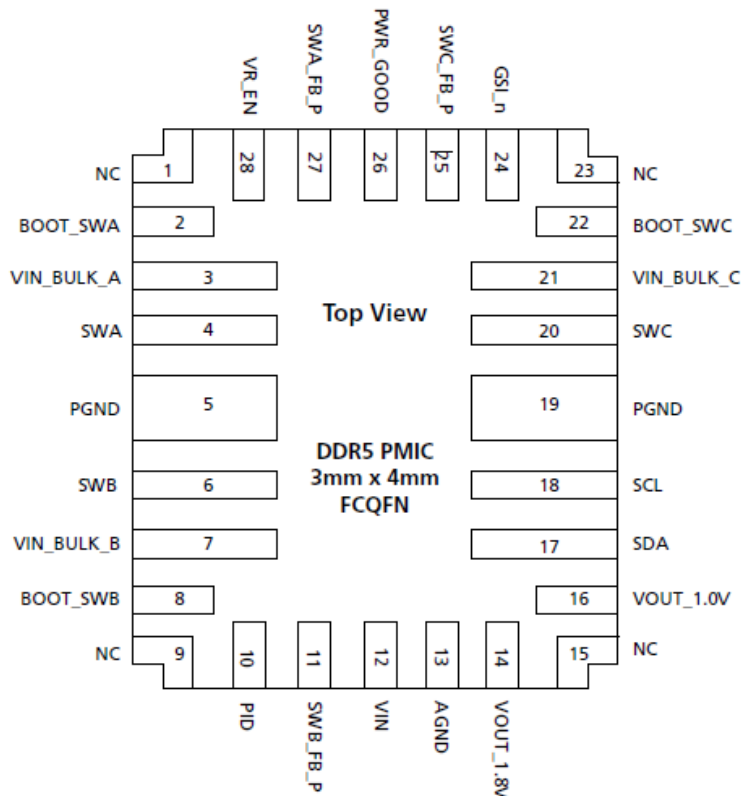 VR_EN
SWA_FB_P
PWR_GOOD
SWC_FB_P
GSI_n
28
27
26
25
24
NC
1
23
NC
BOOT_SWA
2
22
BOOT_SWC
VIN_BULK_A
3
21
VIN_BULK_C
SWA
4
Top View
20
SWC
PGND
5
19
PGND
DDR5 PMIC
3mm x 4mm
FCQFN
SWB
6
18
SCL
VIN_BULK_B
7
17
SDA
BOOT_SWB
8
16
VOUT_1.0V
NC
9
15
NC
10
11
12
13
14
PID
SWB_FB_P
VIN
AGND
VOUT_1.8V